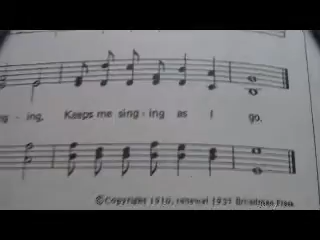 ing, Keeps me sing-ing as I go.
©Copyright 1910, renewal 1937 Broadman Press